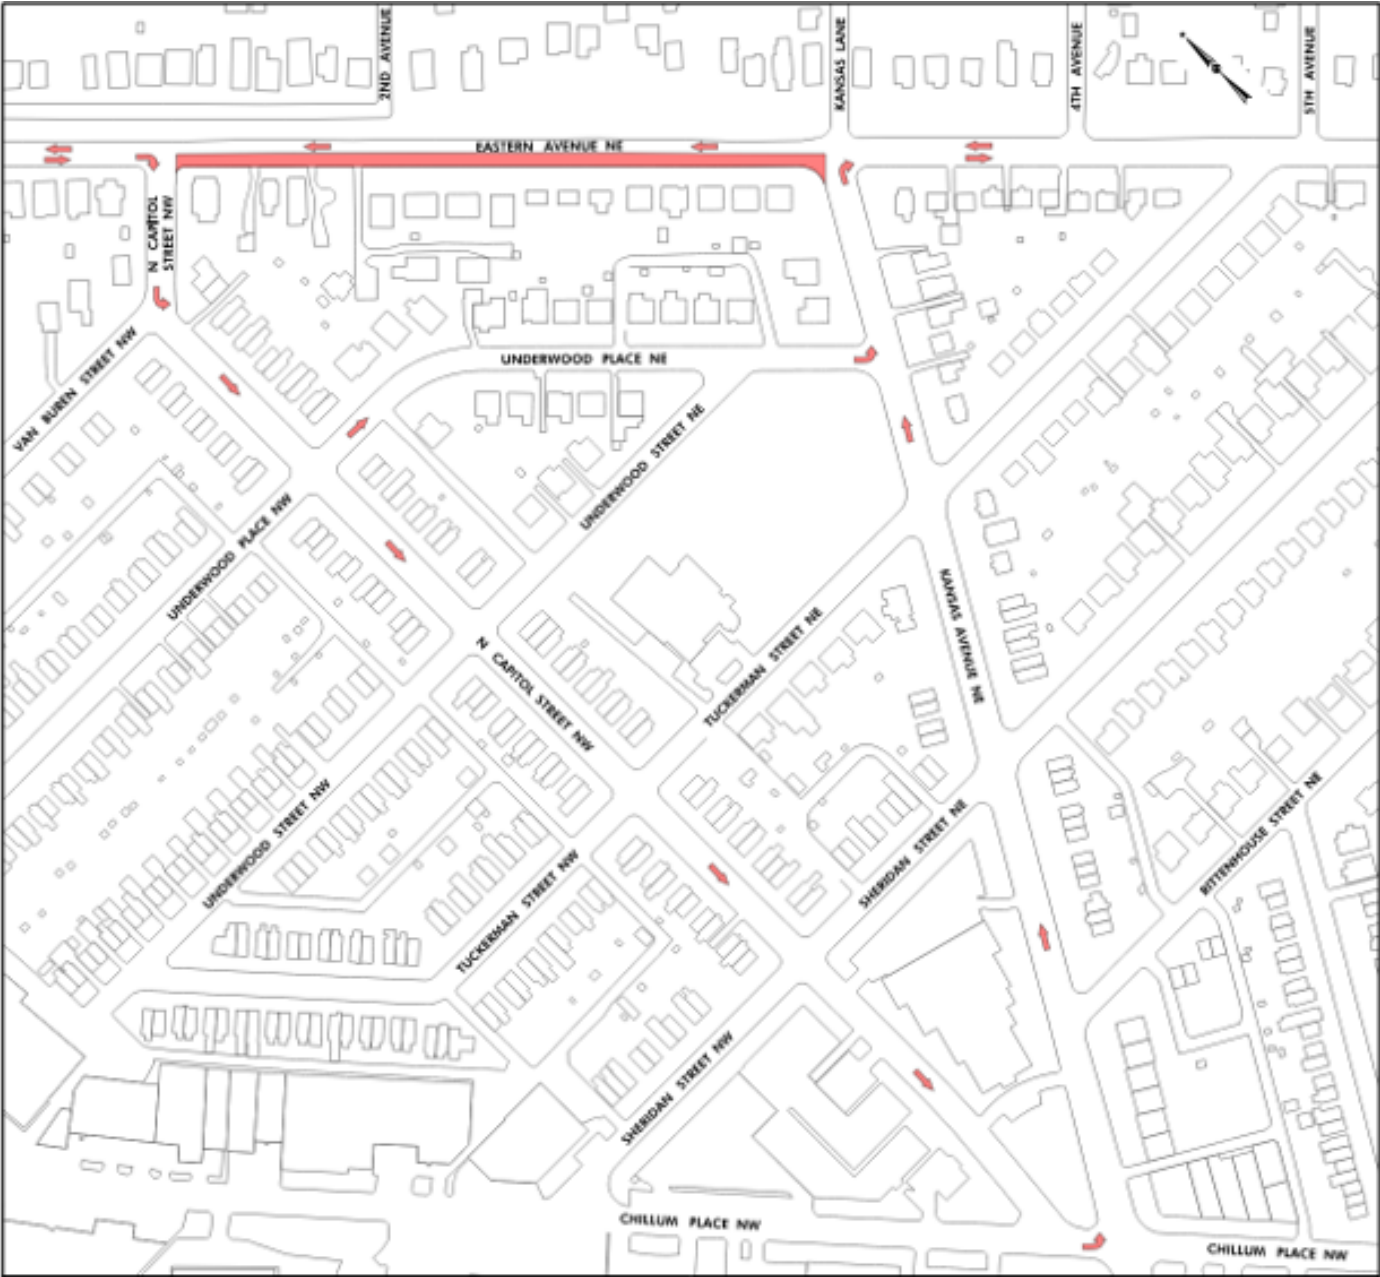 2ND AVENUE
KANSAS LANE
4TH AVENUE
5TH AVENUE
EASTERN AVENUE NE
N CAPITOL
STREET NW
VAN BUREN STREET NW
UNDERWOOD PLACE NE
UNDERWOOD STREET NE
UNDERWOOD PLACE NW
N CAPITOL STREET NW
TUCKERMAN STREET NE
KANSAS AVENUE NE
UNDERWOOD STREET NW
SHERIDAN STREET NE
RITTENHOUSE STREET NE
TUCKERMAN STREET NW
SHERIDAN STREET NW
CHILLUM PLACE NW
CHILLUM PLACE NW